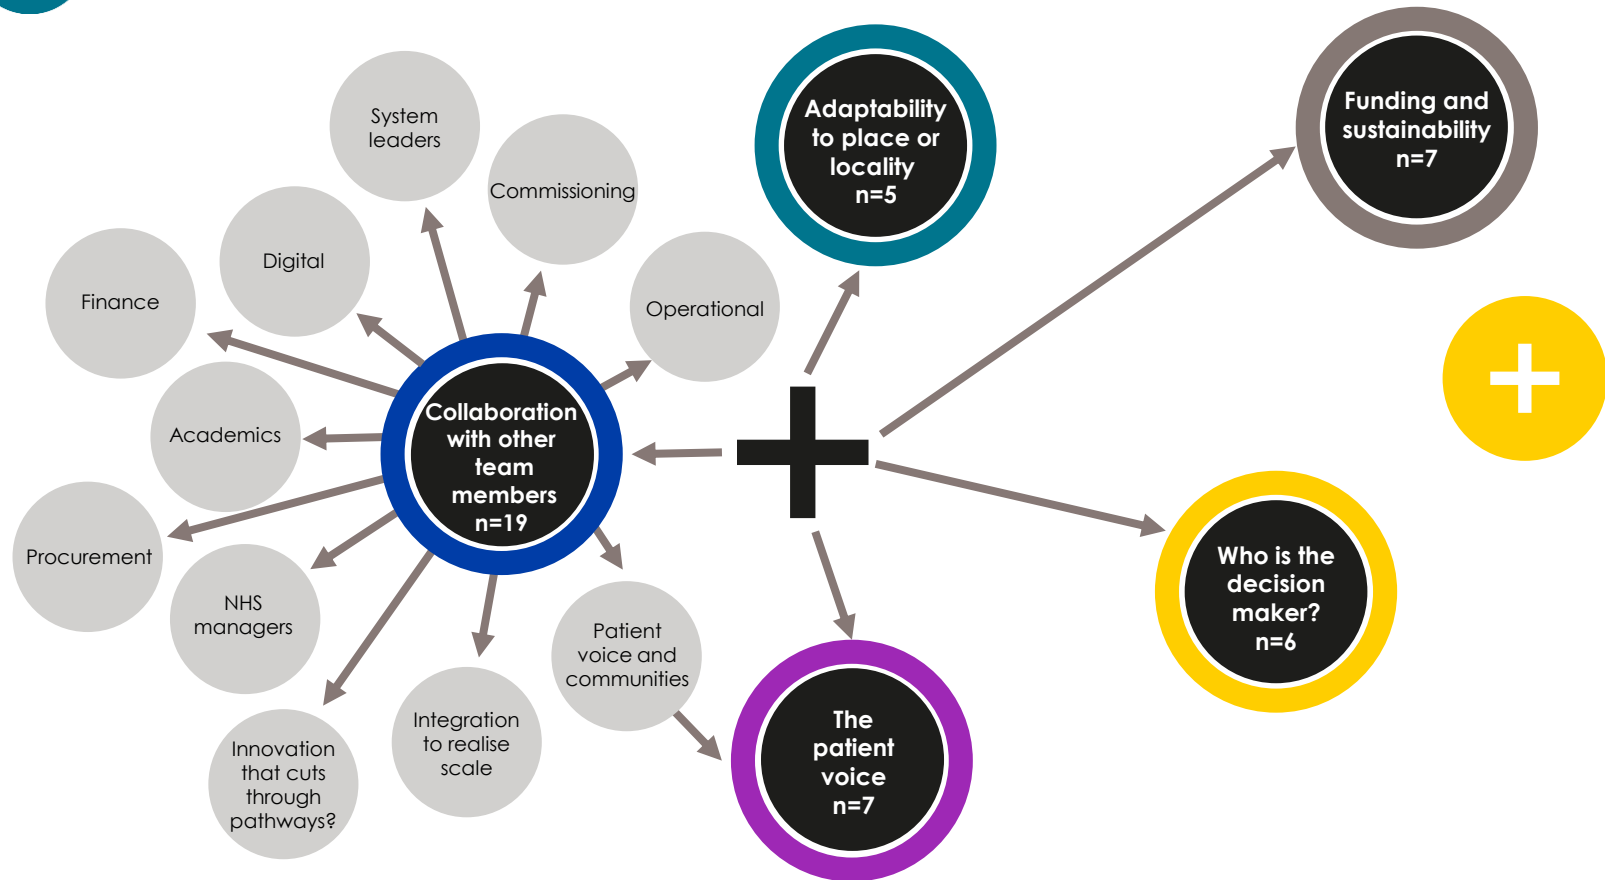 System
leaders
Commissioning
Digital
Operational
Finance
Academics
Procurement
NHS
managers
Innovation
that cuts
through
pathways?
Integration
to realise
scale
Patient
voice and
communities
Collaboration
with other
team
members
n=19
Adaptability
to place or
locality
n=5
Funding and
sustainability
n=7
Who is the
decision
maker?
n=6
The
patient
voice
n=7